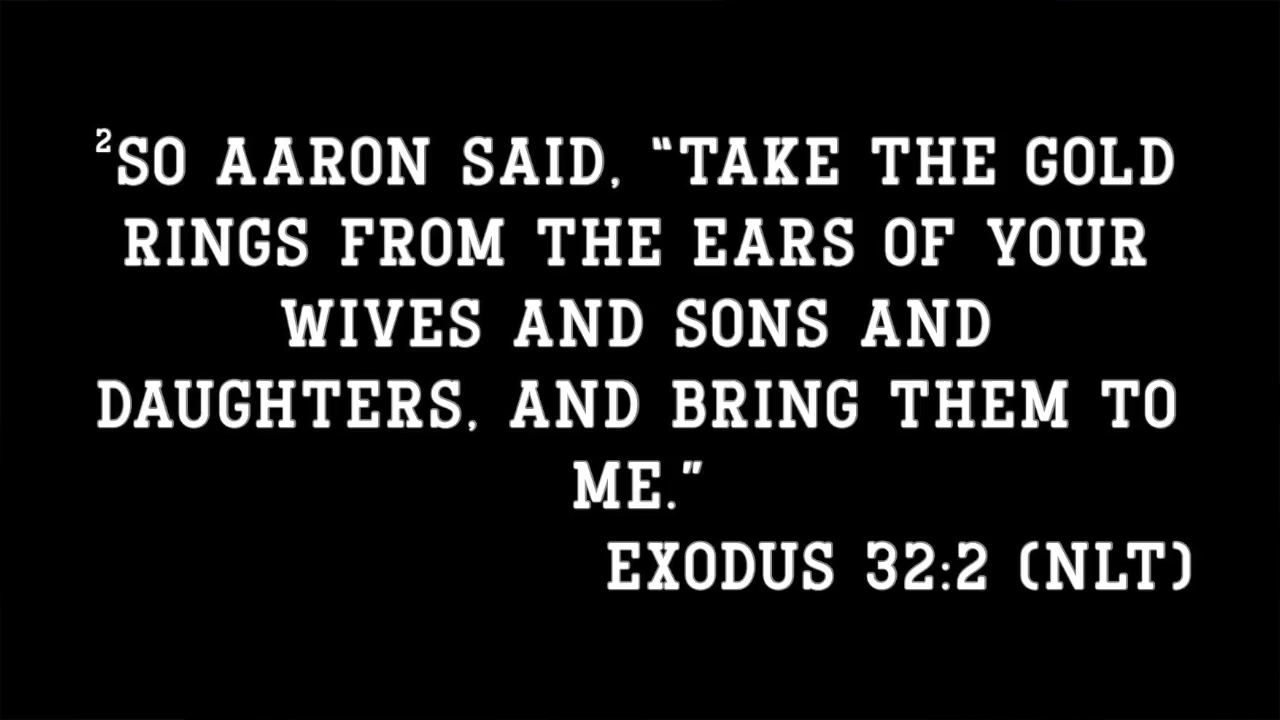 ²SO AARON SAID, “TAKE THE GOLD
RINGS FROM THE EARS OF YOUR
WIVES AND SONS AND
DAUGHTERS, AND BRING THEM TO
ME.”
EXODUS 32:2 (NLT)